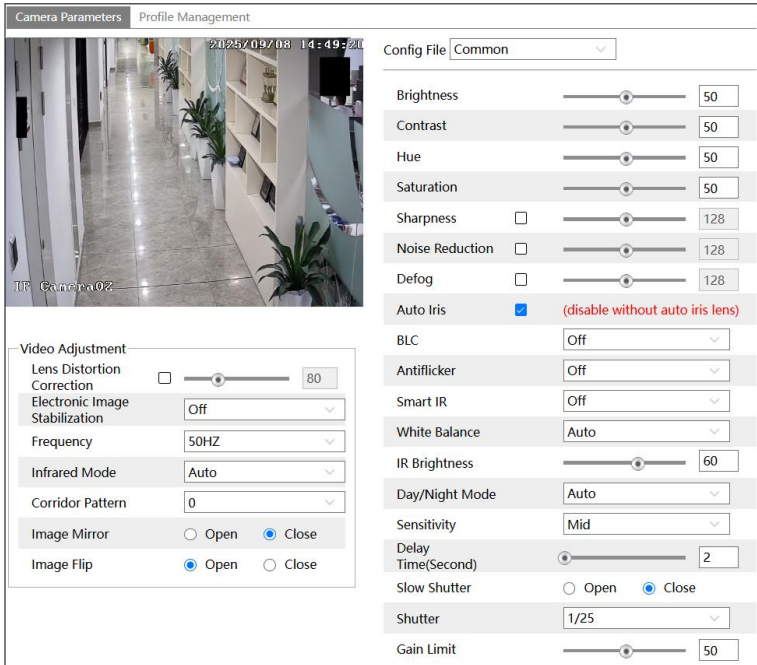 Camera Parameters Profile Management
2025/09/08 14:49:20
IP Camera02
Video Adjustment
Lens Distortion
Correction
80
Electronic Image
Stabilization
Off
Frequency 50HZ
Infrared Mode Auto
Corridor Pattern 0
Image Mirror Open Close
Image Flip Open Close
Config File Common
Brightness 50
Contrast 50
Hue 50
Saturation 50
Sharpness 128
Noise Reduction 128
Defog 128
Auto Iris (disable without auto iris lens)
BLC Off
Antiflicker Off
Smart IR Off
White Balance Auto
IR Brightness 60
Day/Night Mode Auto
Sensitivity Mid
Delay
Time(Second)
2
Slow Shutter Open Close
Shutter 1/25
Gain Limit 50